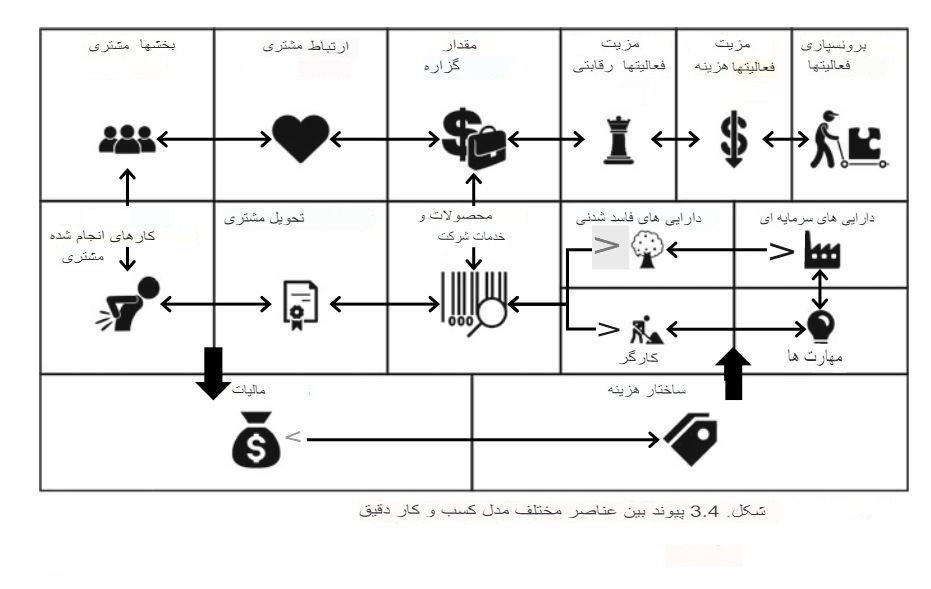 بخشها مشتری
ارتباط مشتری
مقدار
گزاره
مزیت
فعالیتها رقابتی
مزیت
فعالیتها هزینه
برونسپاری
فعالیتها
کارهای انجام شده
مشتری
تحویل مشتری
محصولات و
خدمات شرکت
دارایی های فاسد شدنی
دارایی های سرمایه ای
کارگر
مهارت ها
مالیات
ساختار هزینه
شکل. 3.4 پیوند بین عناصر مختلف مدل کسب و کار دقیق